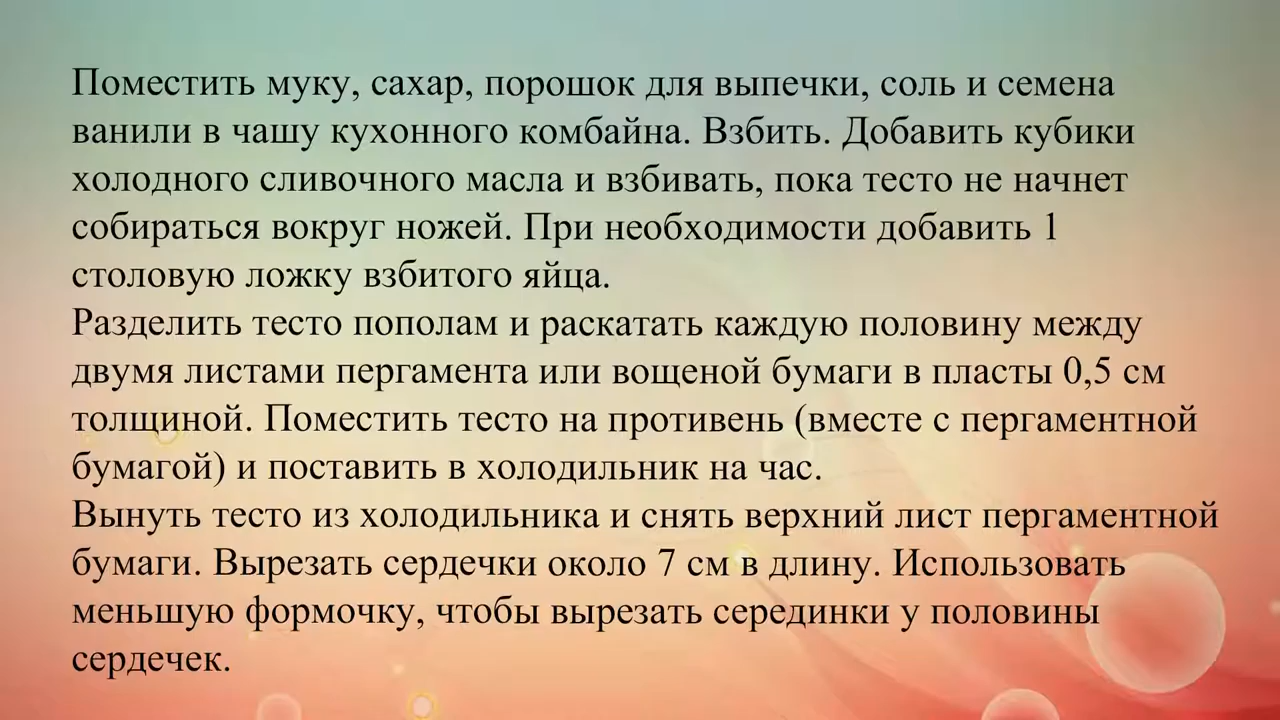 Поместить муку, сахар, порошок для выпечки, соль и семена
ванили в чашу кухонного комбайна. Взбить. Добавить кубики
холодного сливочного масла и взбивать, пока тесто не начнет
собираться вокруг ножей. При необходимости добавить 1
столовую ложку взбитого яйца.
Разделить тесто пополам и раскатать каждую половину между
двумя листами пергамента или вощеной бумаги в пласты 0,5 см
толщиной. Поместить тесто на противень (вместе с пергаментной
бумагой) и поставить в холодильник на час.
Вынуть тесто из холодильника и снять верхний лист пергаментной
бумаги. Вырезать сердечки около 7 см в длину. Использовать
меньшую формочку, чтобы вырезать серединки у половины
сердечек.